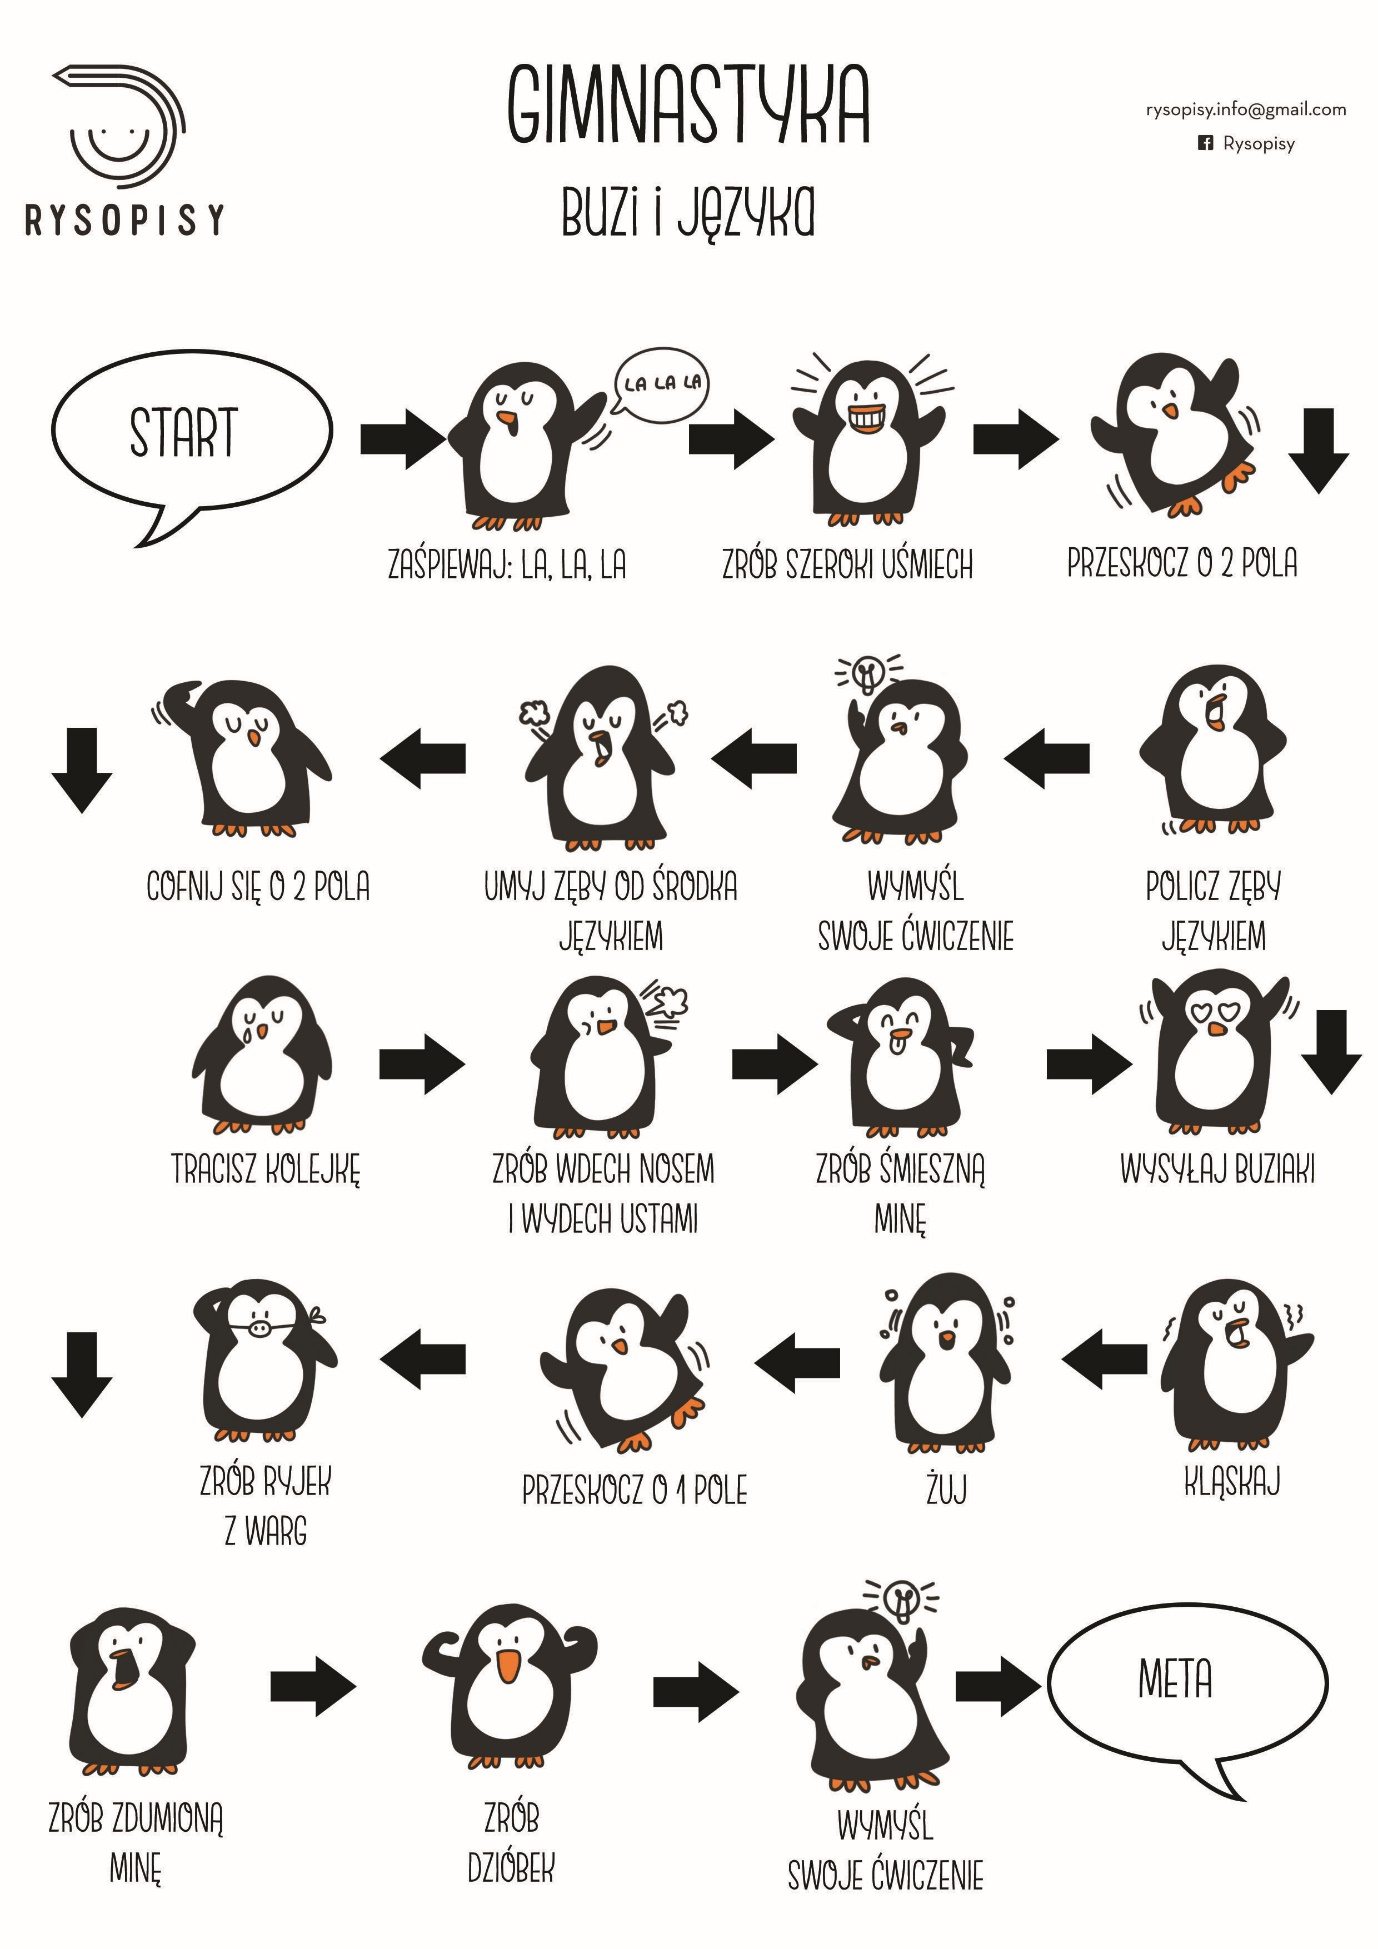 RYSOPISY
GIMNASTYKA
BUZI I JĘZYKA
rysopisy.info@gmail.com
Rysopisy
START
LA LA LA
ZAŚPIEWAJ: LA, LA, LA
ZRÓB SZEROKI UŚMIECH
PRZESKOCZ O 2 POLA
COFNIJ SIĘ O 2 POLA
UMYJ ZĘBY OD ŚRODKA
JĘZYKIEM
WYMYŚL
SWOJE ĆWICZENIE
POLICZ ZĘBY
JĘZYKIEM
TRACISZ KOLEJKĘ
ZRÓB WDECH NOSEM
I WYDECH USTAMI
ZRÓB ŚMIESZNĄ
MINĘ
WYSYŁAJ BUZIAKI
ZRÓB RYJEK
Z WARG
PRZESKOCZ O 1 POLE
ŻUJ
KLĄSKAJ
ZRÓB ZDUMIONĄ
MINĘ
ZRÓB
DZIÓBEK
WYMYŚL
SWOJE ĆWICZENIE
META